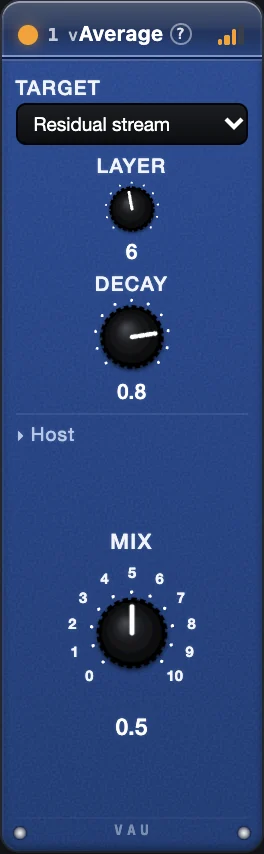 1 vAverage ?
TARGET
Residual stream
LAYER
6
DECAY
0.8
Host
MIX
0 1 2 3 4 5 6 7 8 9 10
0.5
VAU